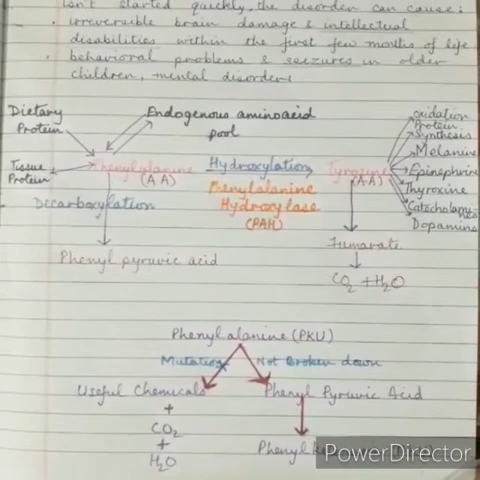 isn't started quickly, the disorder can cause:
• irreversible brain damage & intellectual
disabilities within the first few months of life
• behavioral problems & seizures in older
children, mental disorders
Dietary
Protein
Endogenous aminoacid
pool
Tissue
Protein
Phenylalanine
(AA)
Hydroxylation
Phenylalanine
Hydroxylase
(PAH)
Tyrosine
(AA)
oxidation
Protein
Synthesis
Melanine
Epinephrine
Thyroxine
Dopamine
Decarboxylation
Phenyl pyruvic acid
Fumarate
CO2 + H2O
Phenylalanine (PKU)
Mutation
Not Broken down
Useful Chemicals
+
CO2
+
H2O
Phenyl Pyruvic Acid
PowerDirector